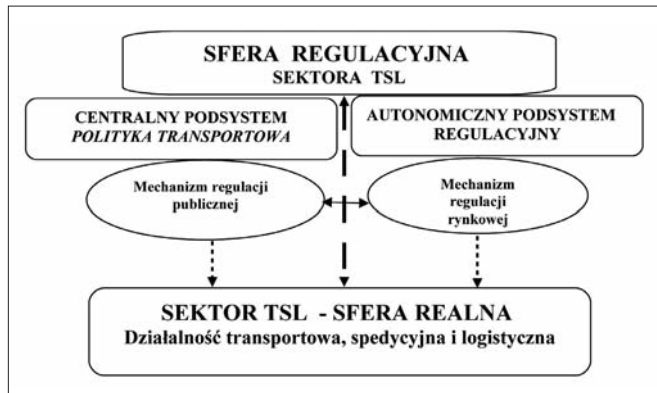 SFERA REGULACYJNA
SEKTORA TSL
CENTRALNY PODSYSTEM
POLITYKA TRANSPORTOWA
AUTONOMICZNY PODSYSTEM
REGULACYJNY
Mechanizm regulacji
publicznej
Mechanizm
regulacji
rynkowej
SEKTOR TSL - SFERA REALNA
Działalność transportowa, spedycyjna i logistyczna